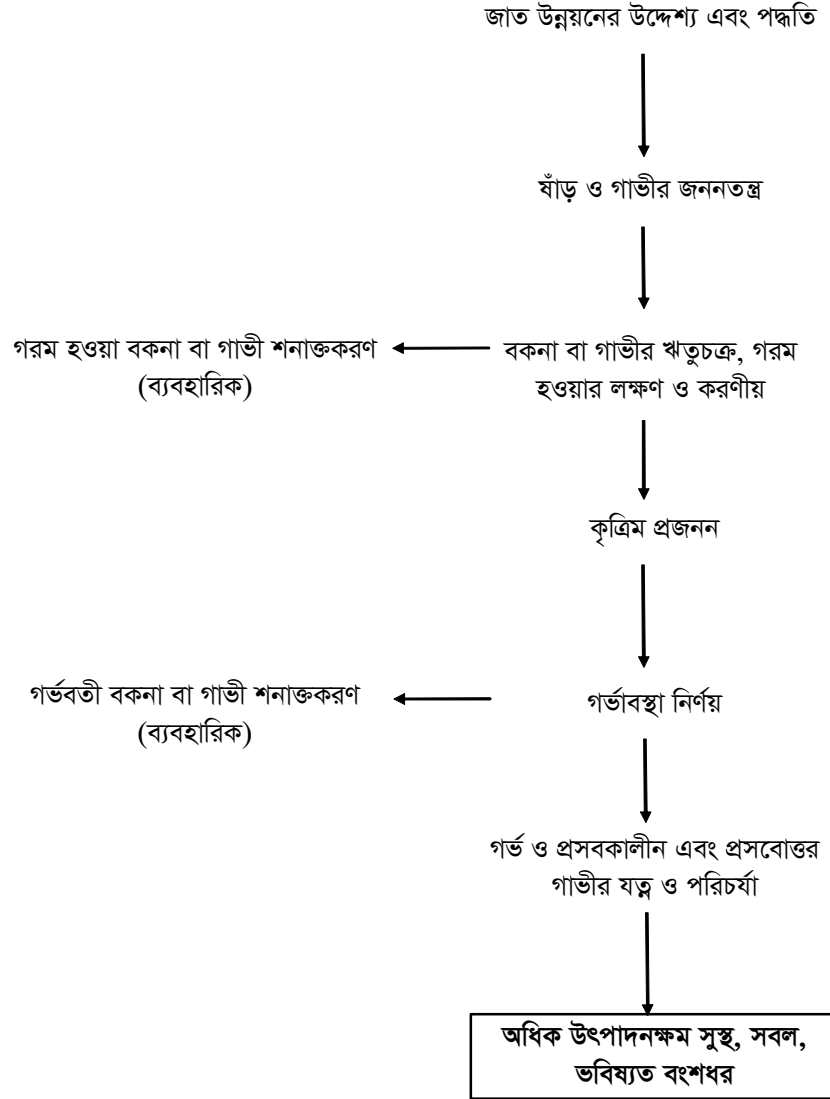 জাত উন্নয়নের উদ্দেশ্য এবং পদ্ধতি
ষাঁড় ও গাভীর জননতন্ত্র
গরম হওয়া বকনা বা গাভী শনাক্তকরণ
(ব্যবহারিক)
বকনা বা গাভীর ঋতুচক্র, গরম
হওয়ার লক্ষণ ও করণীয়
কৃত্রিম প্রজনন
গর্ভবতী বকনা বা গাভী শনাক্তকরণ
(ব্যবহারিক)
গর্ভাবস্থা নির্ণয়
গর্ভ ও প্রসবকালীন এবং প্রসবোত্তর
গাভীর যত্ন ও পরিচর্যা
অধিক উৎপাদনক্ষম সুস্থ, সবল,
ভবিষ্যত বংশধর